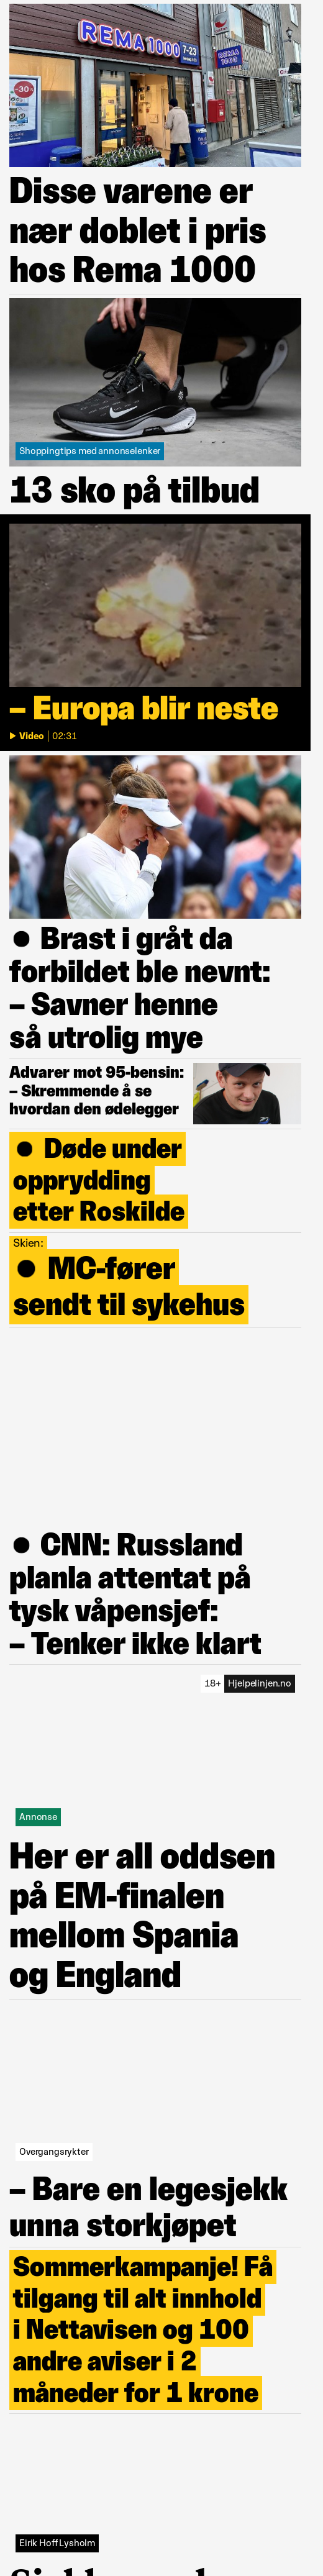 REMA 1000
7-23
REMA
1000
-30%
Disse varene er
nær doblet i pris
hos Rema 1000
Shoppingtips med annonselenker
13 sko på tilbud
– Europa blir neste
Video | 02:31
● Brast i gråt da
forbildet ble nevnt:
– Savner henne
så utrolig mye
Advarer mot 95-bensin:
– Skremmende å se
hvordan den ødelegger
● Døde under
opprydding
etter Roskilde
Skien:
● MC-fører
sendt til sykehus
● CNN: Russland
planla attentat på
tysk våpensjef:
– Tenker ikke klart
18+ Hjelpelinjen.no
Annonse
Her er all oddsen
på EM-finalen
mellom Spania
og England
Overgangsrykter
– Bare en legesjekk
unna storkjøpet
Sommerkampanje! Få
tilgang til alt innhold
i Nettavisen og 100
andre aviser i 2
måneder for 1 krone
Eirik Hoff Lysholm